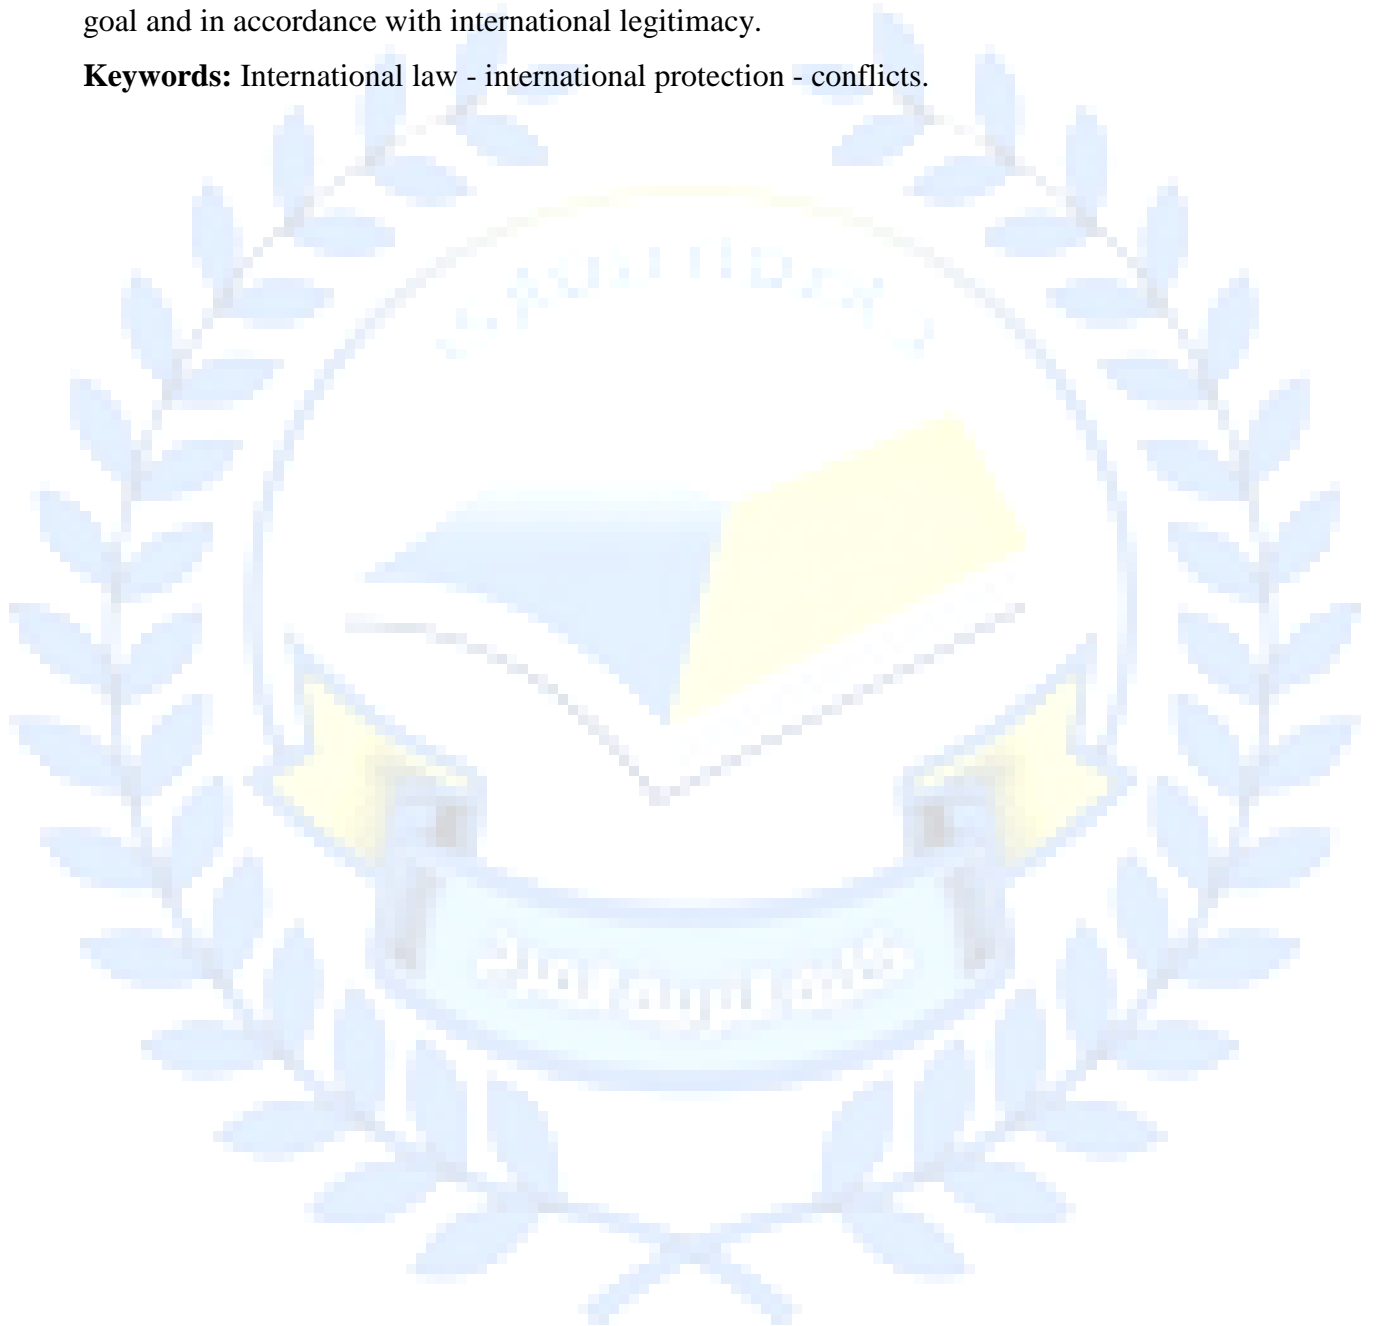 goal and in accordance with international legitimacy.
Keywords: International law - international protection - conflicts.